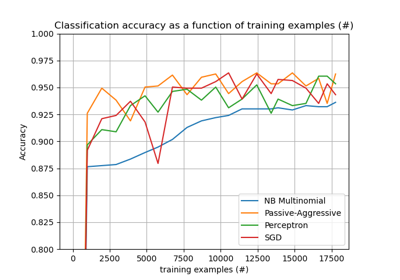 Classification accuracy as a function of training examples (#)
1.000
0.975
0.950
0.925
0.900
0.875
0.850
0.825
0.800
Accuracy
NB Multinomial
Passive-Aggressive
Perceptron
SGD
0 2500 5000 7500 10000 12500 15000 17500
training examples (#)